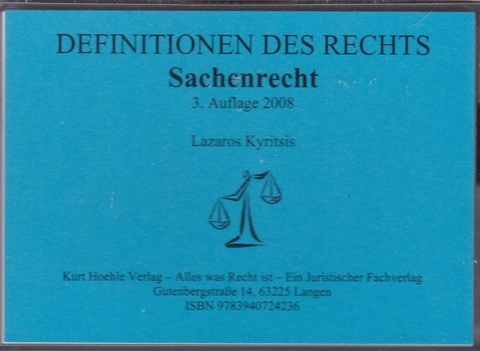 DEFINITIONEN DES RECHTS
Sachenrecht
3. Auflage 2008
Lazaros Kyritsis
Kurt Hoehle Verlag – Alles was Recht ist – Ein Juristischer Fachverlag
Gutenbergstraße 14, 63225 Langen
ISBN 9783940724236